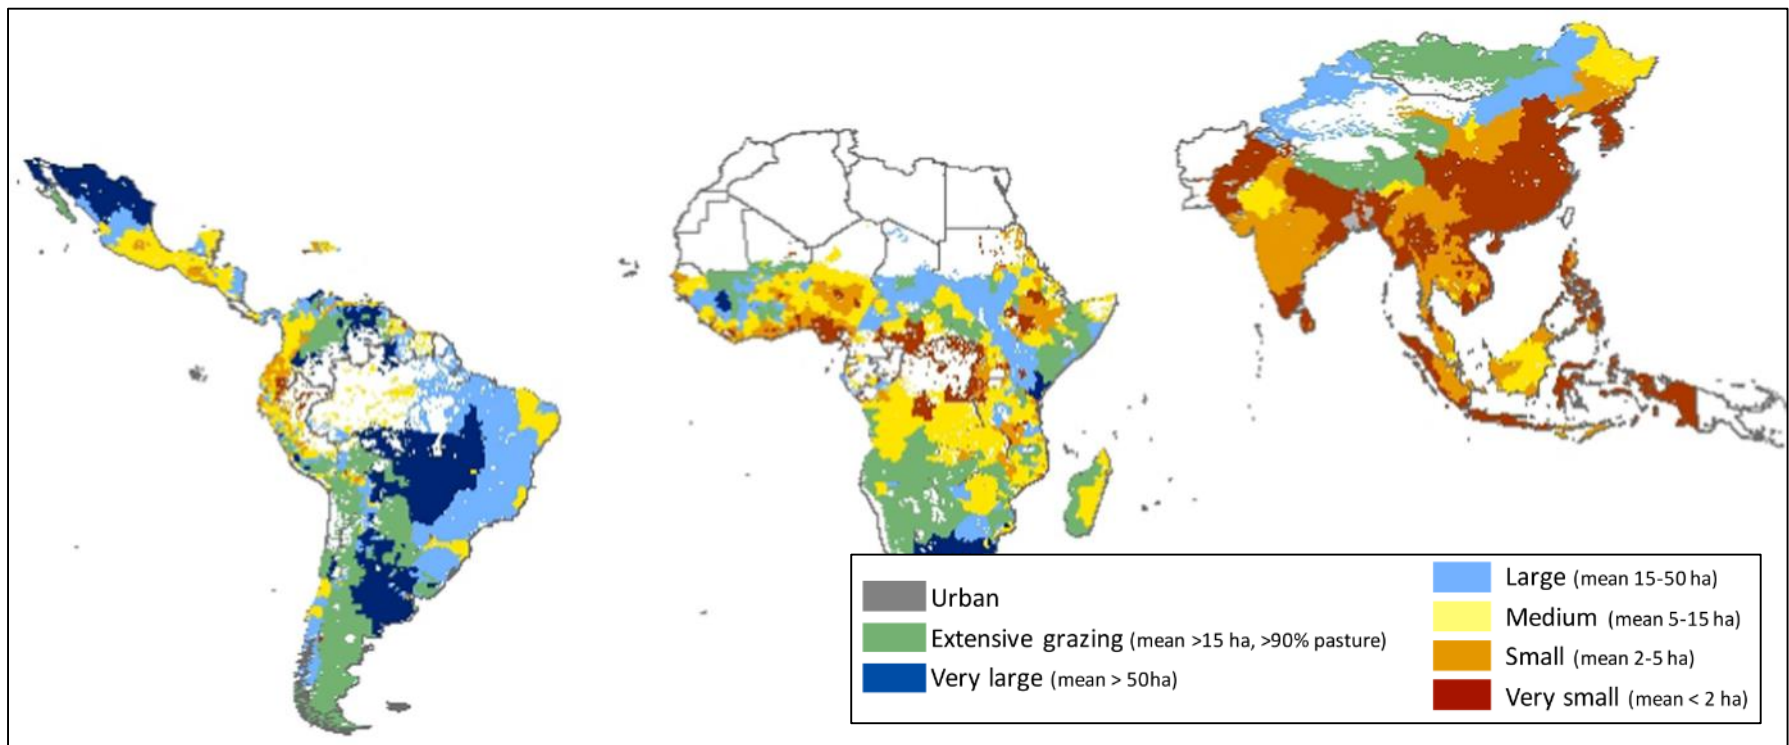 Urban
Extensive grazing (mean >15 ha, >90% pasture)
Very large (mean > 50ha)
Large (mean 15-50 ha)
Medium (mean 5-15 ha)
Small (mean 2-5 ha)
Very small (mean < 2 ha)